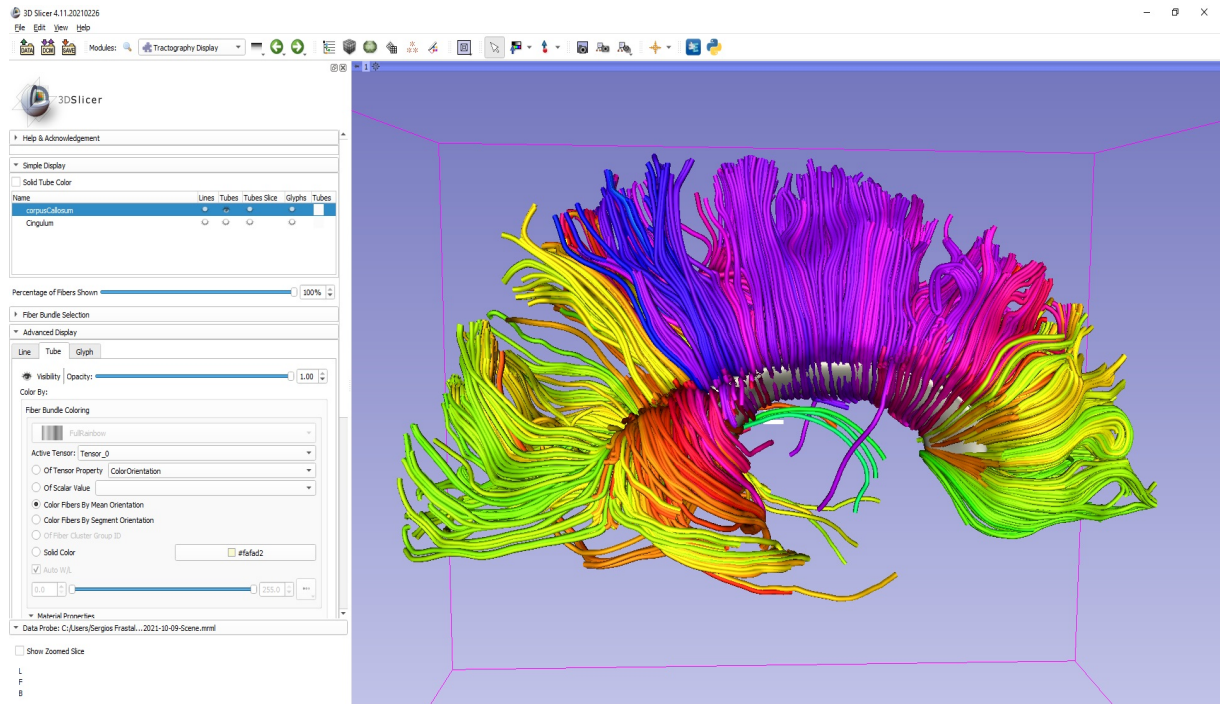 3D Slicer 4.11.20210226
File Edit View Help
DATA DCM SAVE Modules: Tractography Display
1
3DSlicer
Help & Acknowledgement
Simple Display
Solid Tube Color
Name Lines Tubes Tubes Slice Glyphs Tubes
corpusCallosum
Cingulum
Percentage of Fibers Shown 100%
Fiber Bundle Selection
Advanced Display
Line Tube Glyph
Visibility Opacity: 1.00
Color By:
Fiber Bundle Coloring
FullRainbow
Active Tensor: Tensor_0
Of Tensor Property ColorOrientation
Of Scalar Value
Color Fibers By Mean Orientation
Color Fibers By Segment Orientation
Of Fiber Cluster Group ID
Solid Color #fafad2
Auto W/L
0.0 255.0
Material Properties
Data Probe: C:/Users/Sergios Frastal...2021-10-09-Scene.mrml
Show Zoomed Slice
L
F
B